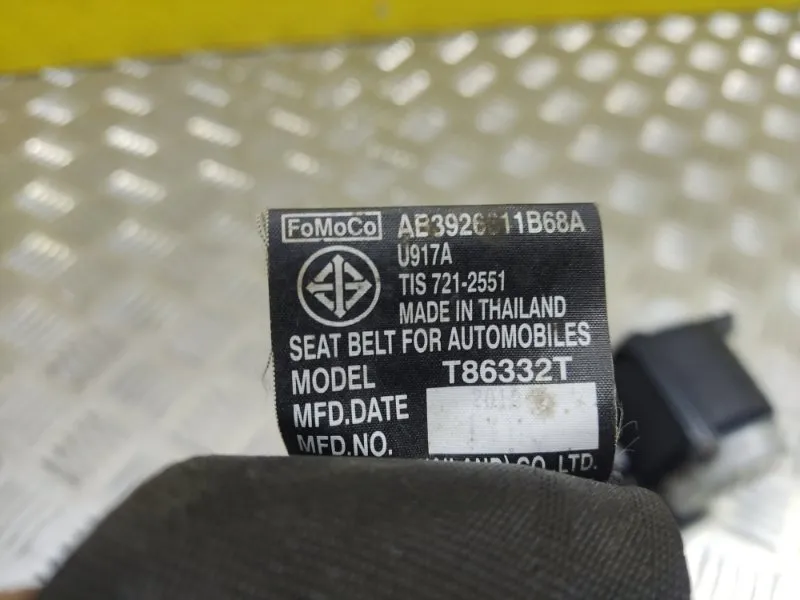 FoMoCo AB3926611B68A
U917A
TIS 721-2551
MADE IN THAILAND
SEAT BELT FOR AUTOMOBILES
MODEL T86332T
MFD.DATE
MFD.NO.
CO., LTD.